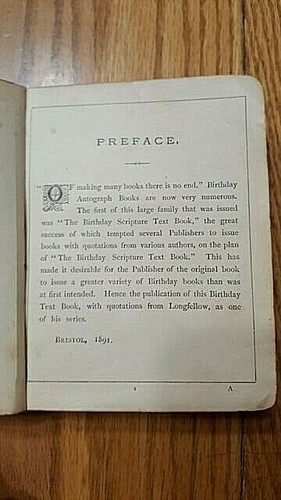 PREFACE.
"OF making many books there is no end." Birthday
Autograph Books are now very numerous.
The first of this large family that was issued
was "The Birthday Scripture Text Book," the great
success of which tempted several Publishers to issue
books with quotations from various authors, on the plan
of "The Birthday Scripture Text Book." This has
made it desirable for the Publisher of the original book
to issue a greater variety of Birthday books than was
at first intended. Hence the publication of this Birthday
Text Book, with quotations from Longfellow, as one
of his series.
BRISTOL, 1891.
1 A